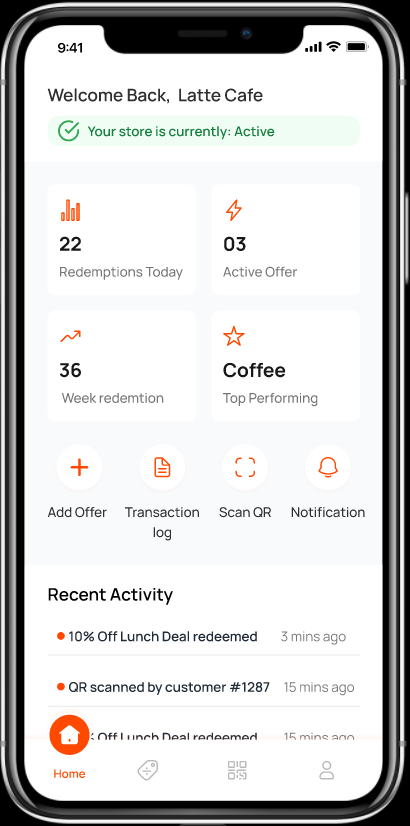 9:41
Welcome Back, Latte Cafe
Your store is currently: Active
22
Redemptions Today
03
Active Offer
36
Week redemtion
Coffee
Top Performing
Add Offer
Transaction
log
Scan QR
Notification
Recent Activity
10% Off Lunch Deal redeemed 3 mins ago
QR scanned by customer #1287 15 mins ago
% Off Lunch Deal redeemed 15 mins ago
Home